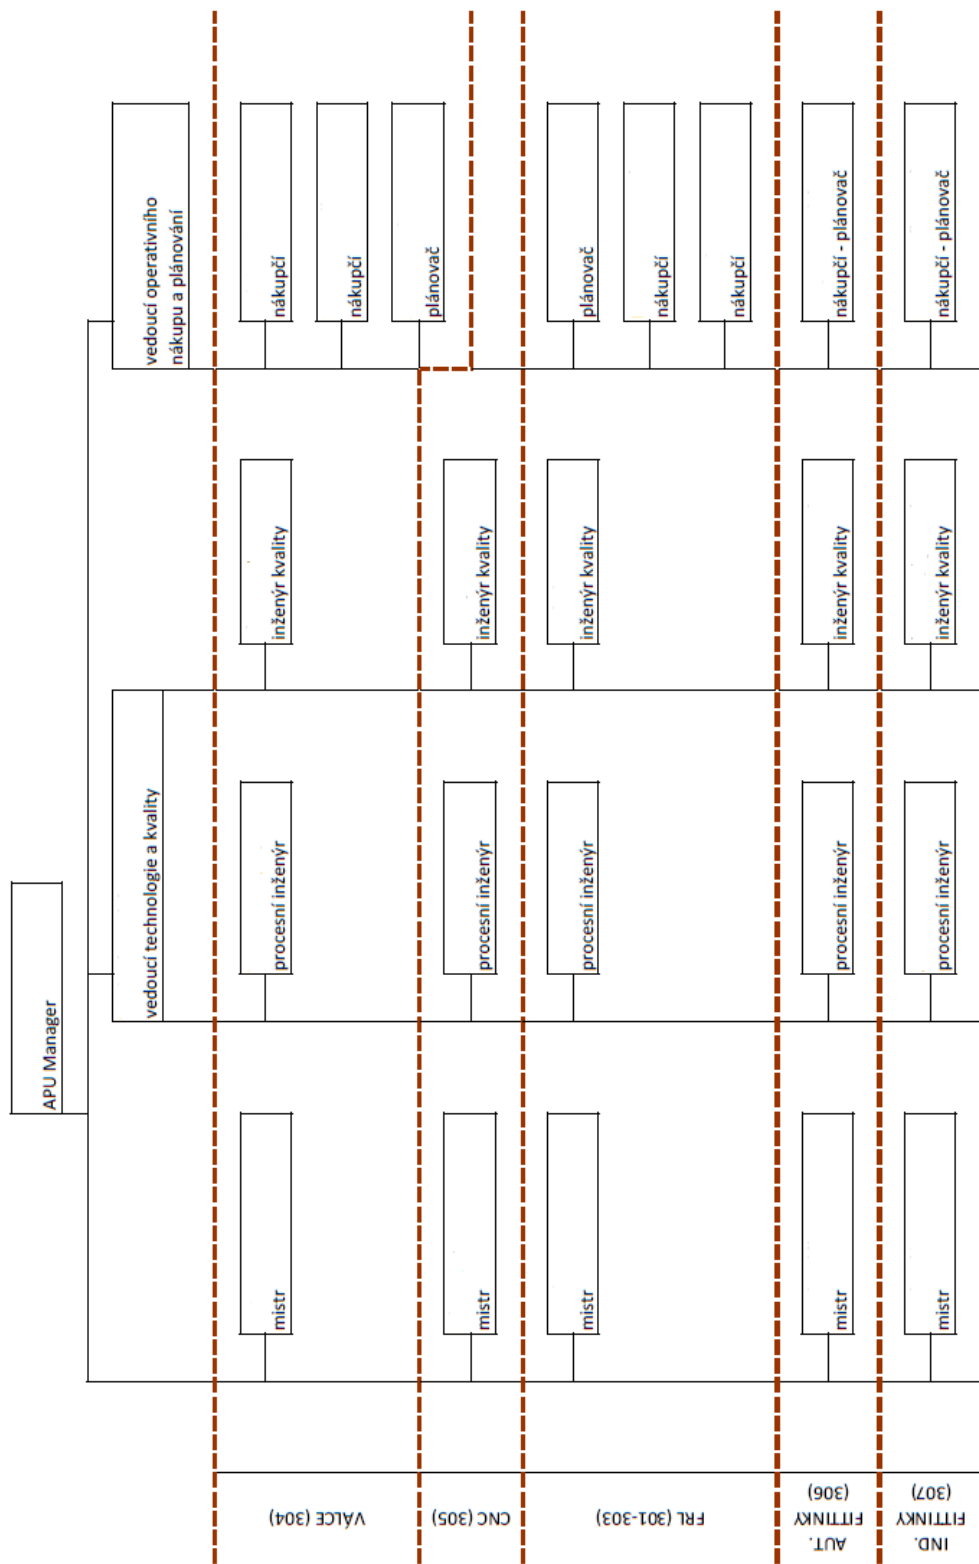 APU Manager
vedoucí technologie a kvality
vedoucí operativního
nákupu a plánování
VÁLCE (304)
mistr
procesní inženýr
inženýr kvality
nákupčí
nákupčí
plánovač
CNC (305)
mistr
procesní inženýr
inženýr kvality
FRL (301-303)
mistr
procesní inženýr
inženýr kvality
plánovač
nákupčí
nákupčí
AUT.
FITTINKY
(306)
mistr
procesní inženýr
inženýr kvality
nákupčí - plánovač
IND.
FITTINKY
(307)
mistr
procesní inženýr
inženýr kvality
nákupčí - plánovač